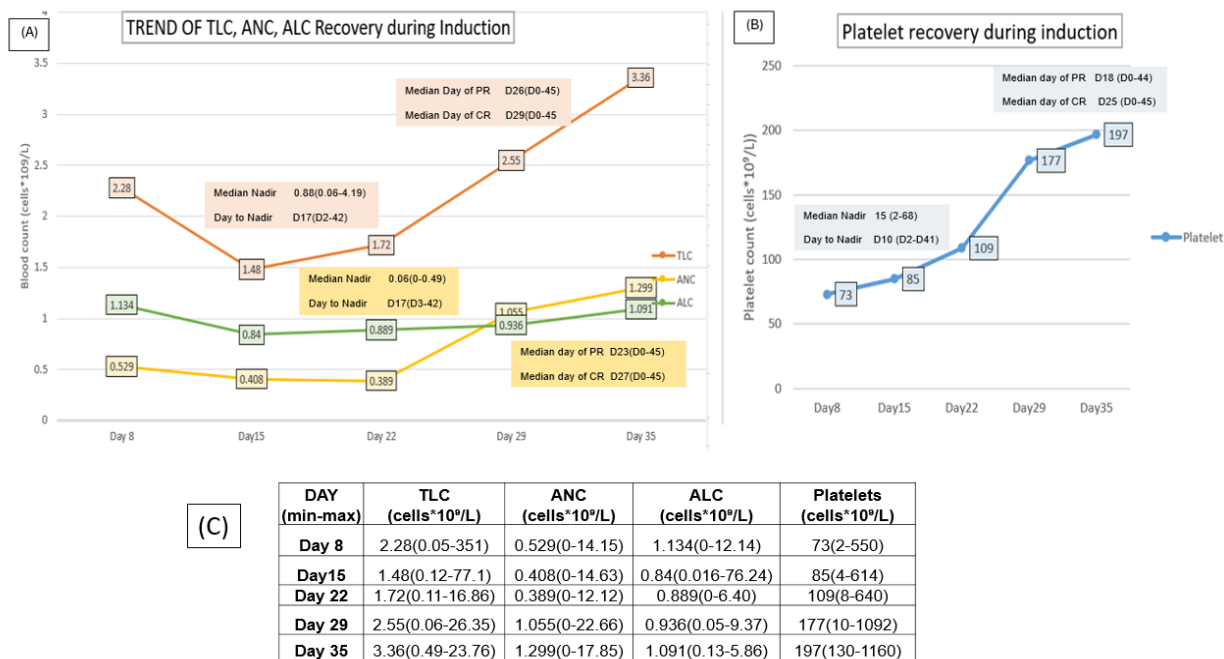 (A)
TREND OF TLC, ANC, ALC Recovery during Induction
Blood count (cells*109/L)
4
3.5
3
2.5
2
1.5
1
0.5
0
Median Day of PR D26(D0-45)
Median Day of CR D29(D0-45
Median Nadir 0.88(0.06-4.19)
Day to Nadir D17(D2-42)
Median Nadir 0.06(0-0.49)
Day to Nadir D17(D3-42)
Median day of PR D23(D0-45)
Median day of CR D27(D0-45)
2.28
1.48
1.72
2.55
3.36
1.134
0.84
0.889
0.936
1.091
0.529
0.408
0.389
1.055
1.299
TLC
ANC
ALC
Day 8
Day15
Day 22
Day 29
Day 35
(B)
Platelet recovery during induction
Platelet count (cells*10⁹/L))
250
200
150
100
50
0
Median day of PR D18 (D0-44)
Median day of CR D25 (D0-45)
Median Nadir 15 (2-68)
Day to Nadir D10 (D2-D41)
73
85
109
177
197
Platelet
Day8
Day15
Day22
Day29
Day35
(C)
DAY TLC ANC ALC Platelets
(min-max) (cells*10⁹/L) (cells*10⁹/L) (cells*10⁹/L) (cells*10⁹/L)
Day 8 2.28(0.05-351) 0.529(0-14.15) 1.134(0-12.14) 73(2-550)
Day15 1.48(0.12-77.1) 0.408(0-14.63) 0.84(0.016-76.24) 85(4-614)
Day 22 1.72(0.11-16.86) 0.389(0-12.12) 0.889(0-6.40) 109(8-640)
Day 29 2.55(0.06-26.35) 1.055(0-22.66) 0.936(0.05-9.37) 177(10-1092)
Day 35 3.36(0.49-23.76) 1.299(0-17.85) 1.091(0.13-5.86) 197(130-1160)